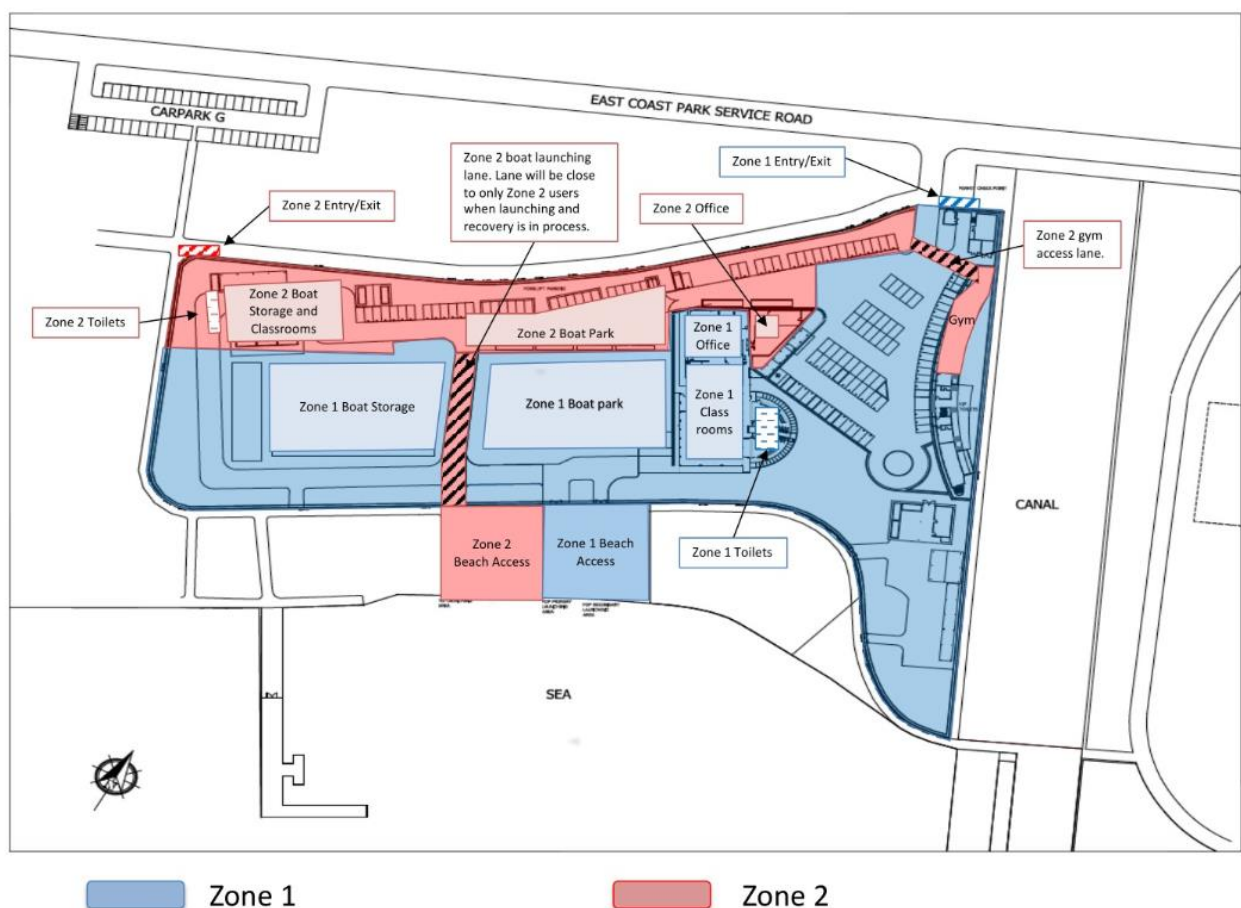 EAST COAST PARK SERVICE ROAD
CARPARK G
Zone 2 boat launching
lane. Lane will be close
to only Zone 2 users
when launching and
recovery is in process.
Zone 1 Entry/Exit
Zone 2 Entry/Exit
Zone 2 Office
Zone 2 gym
access lane.
Zone 2 Toilets
Zone 2 Boat
Storage and
Classrooms
Zone 2 Boat Park
Zone 1
Office
Gym
Zone 1 Boat Storage
Zone 1 Boat park
Zone 1
Class
rooms
CANAL
Zone 2
Beach Access
Zone 1 Beach
Access
Zone 1 Toilets
SEA
Zone 1
Zone 2